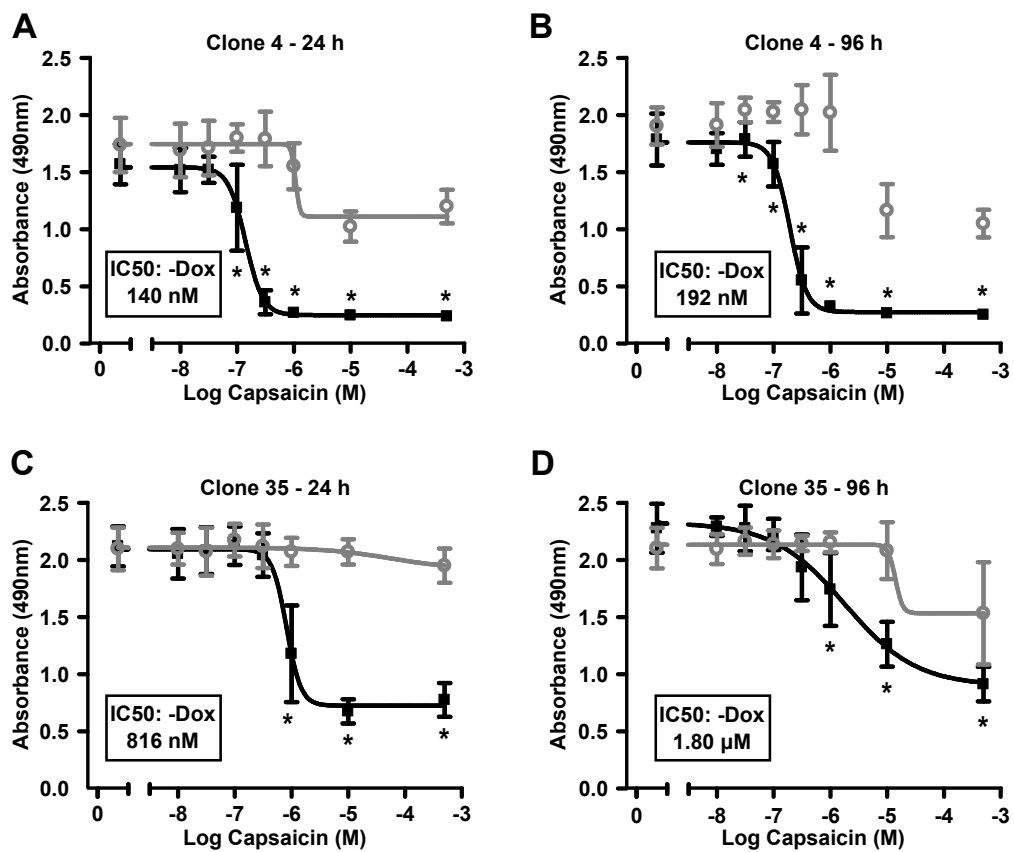 A
Clone 4 - 24 h
Absorbance (490nm)
2.5
2.0
1.5
1.0
0.5
0.0
IC50: -Dox
140 nM
* * * * *
0 -8 -7 -6 -5 -4 -3
Log Capsaicin (M)
B
Clone 4 - 96 h
Absorbance (490nm)
2.5
2.0
1.5
1.0
0.5
0.0
IC50: -Dox
192 nM
* * * * * *
0 -8 -7 -6 -5 -4 -3
Log Capsaicin (M)
C
Clone 35 - 24 h
Absorbance (490nm)
2.5
2.0
1.5
1.0
0.5
0.0
IC50: -Dox
816 nM
* * *
0 -8 -7 -6 -5 -4 -3
Log Capsaicin (M)
D
Clone 35 - 96 h
Absorbance (490nm)
2.5
2.0
1.5
1.0
0.5
0.0
IC50: -Dox
1.80 µM
* * *
0 -8 -7 -6 -5 -4 -3
Log Capsaicin (M)